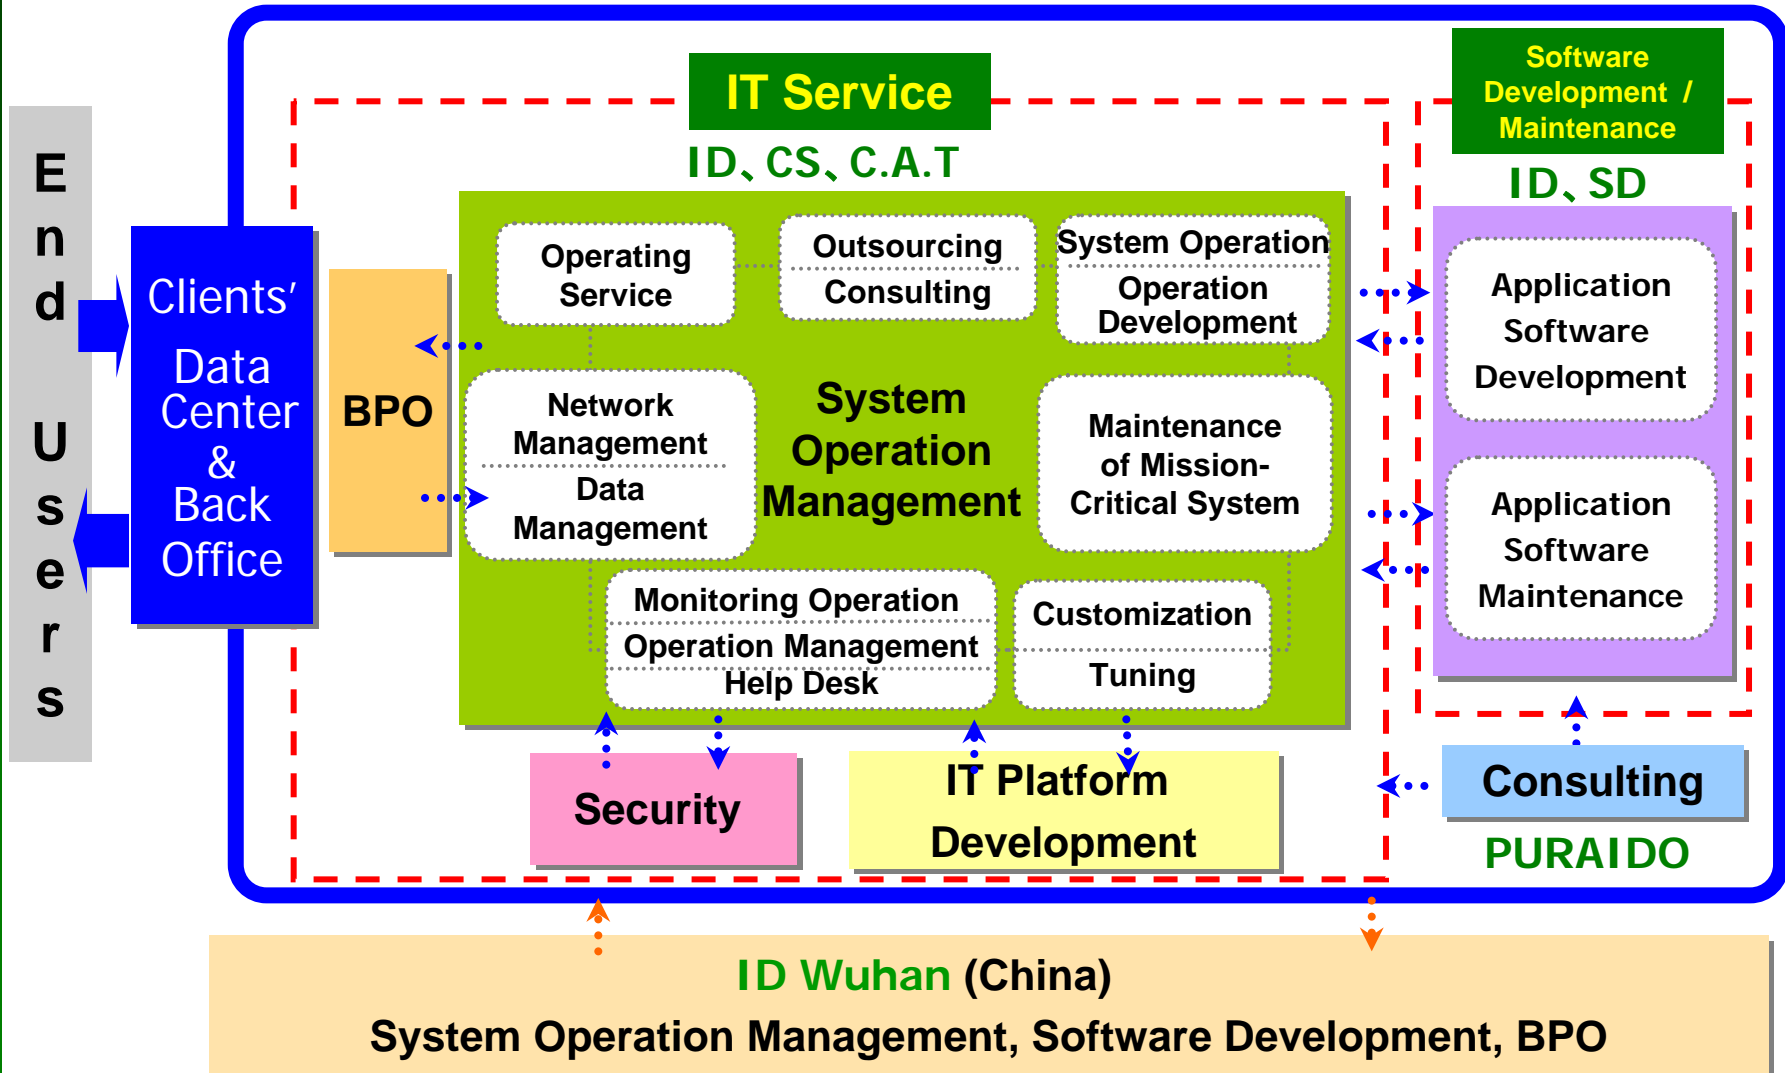 End Users
Clients'
Data
Center
&
Back
Office
BPO
IT Service
ID、CS、C.A.T
Operating
Service
Outsourcing
Consulting
System Operation
Operation
Development
Network
Management
Data
Management
System
Operation
Management
Maintenance
of Mission-
Critical System
Monitoring Operation
Operation Management
Help Desk
Customization
Tuning
Security
IT Platform
Development
Software
Development /
Maintenance
ID、SD
Application
Software
Development
Application
Software
Maintenance
Consulting
PURAIDO
ID Wuhan (China)
System Operation Management, Software Development, BPO